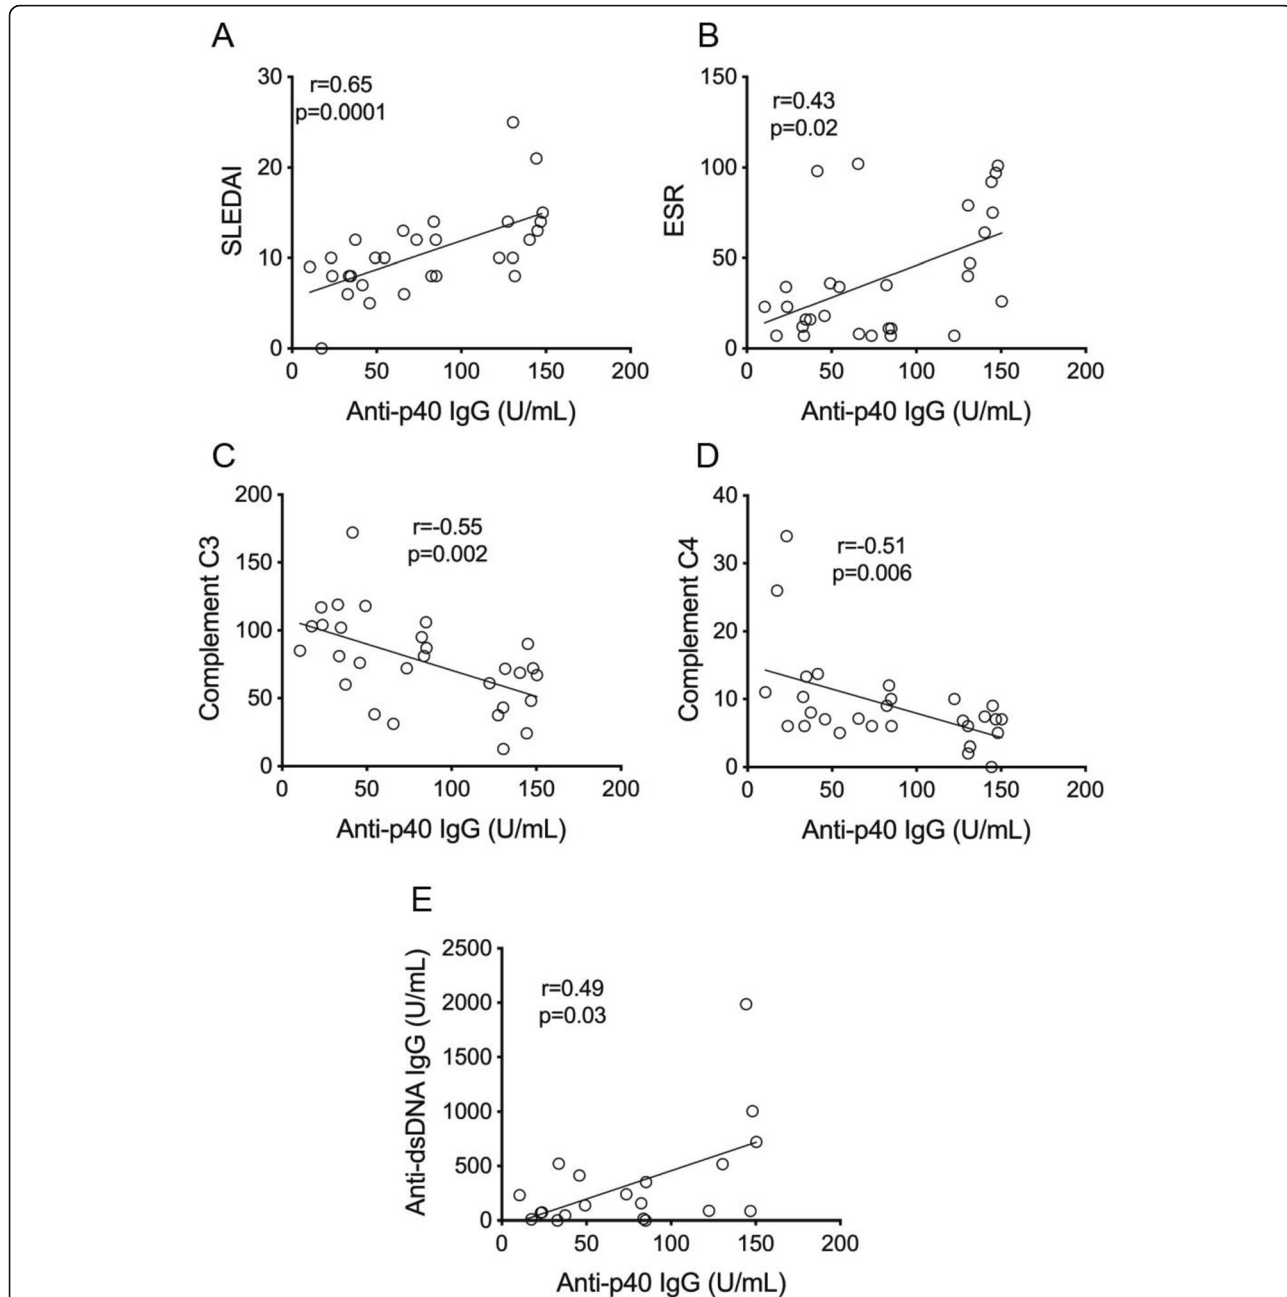 A
r=0.65
p=0.0001
SLEDAI
30
20
10
0
0 50 100 150 200
Anti-p40 IgG (U/mL)
B
r=0.43
p=0.02
ESR
150
100
50
0
0 50 100 150 200
Anti-p40 IgG (U/mL)
C
r=-0.55
p=0.002
Complement C3
200
150
100
50
0
0 50 100 150 200
Anti-p40 IgG (U/mL)
D
r=-0.51
p=0.006
Complement C4
40
30
20
10
0
0 50 100 150 200
Anti-p40 IgG (U/mL)
E
r=0.49
p=0.03
Anti-dsDNA IgG (U/mL)
2500
2000
1500
1000
500
0
0 50 100 150 200
Anti-p40 IgG (U/mL)